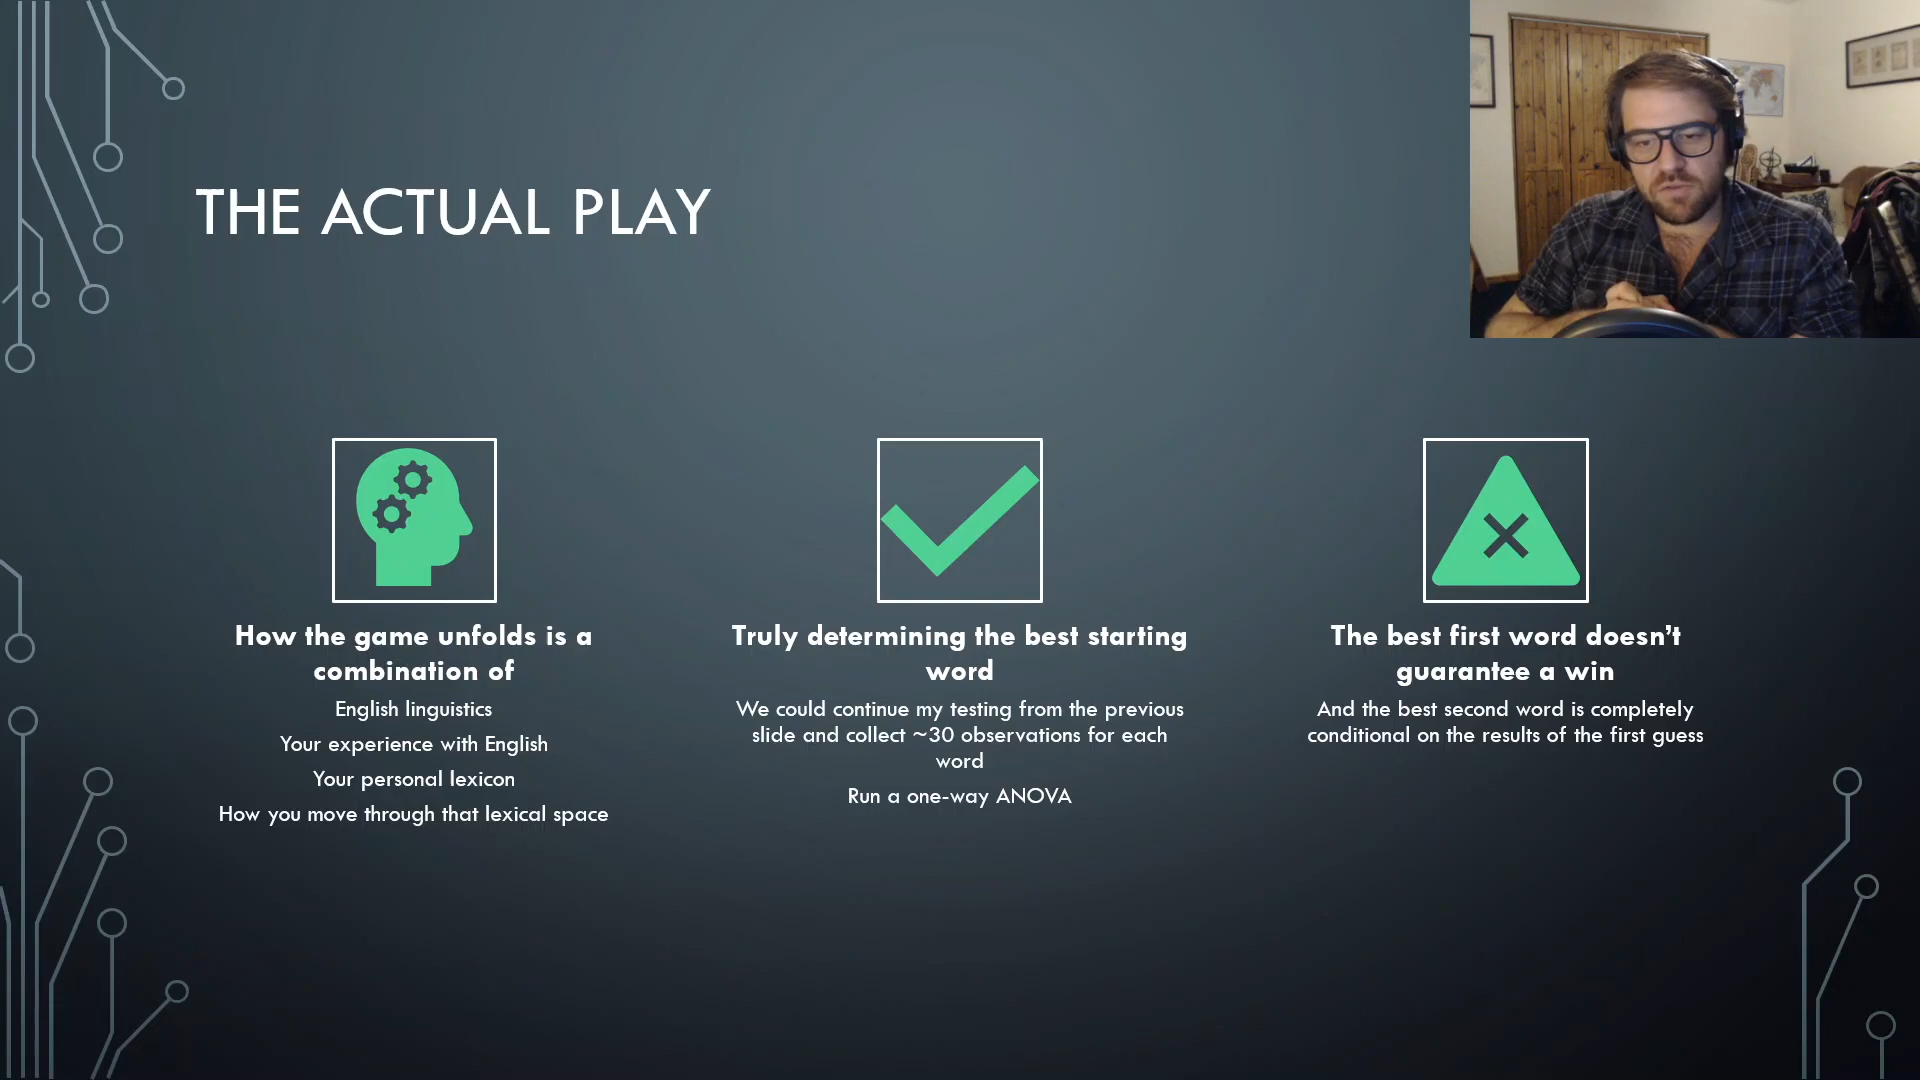 THE ACTUAL PLAY
How the game unfolds is a
combination of
English linguistics
Your experience with English
Your personal lexicon
How you move through that lexical space
Truly determining the best starting
word
We could continue my testing from the previous
slide and collect ~30 observations for each
word
Run a one-way ANOVA
The best first word doesn’t
guarantee a win
And the best second word is completely
conditional on the results of the first guess